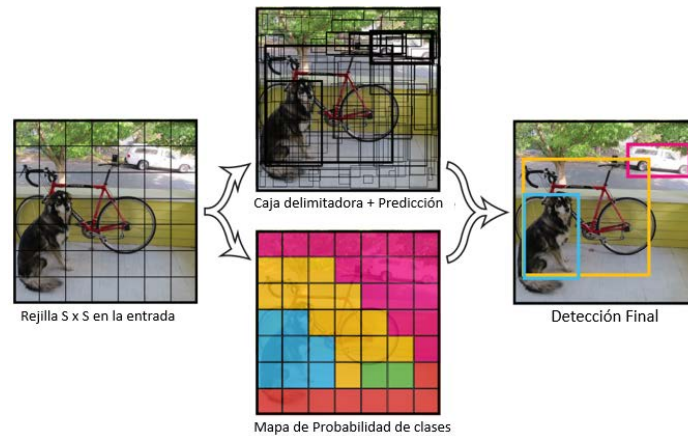 Caja delimitadora + Predicción
Rejilla S x S en la entrada
Detección Final
Mapa de Probabilidad de clases